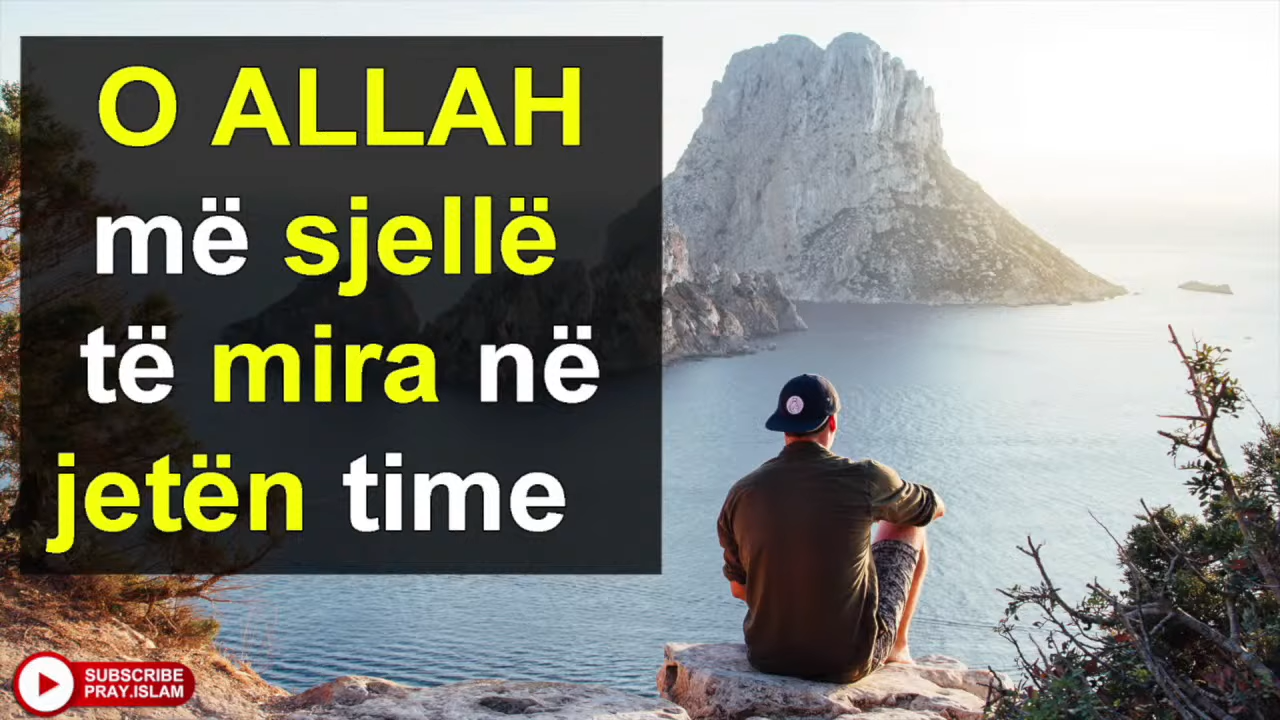 O ALLAH
më sjellë
të mira në
jetën time
SUBSCRIBE
PRAY.ISLAM